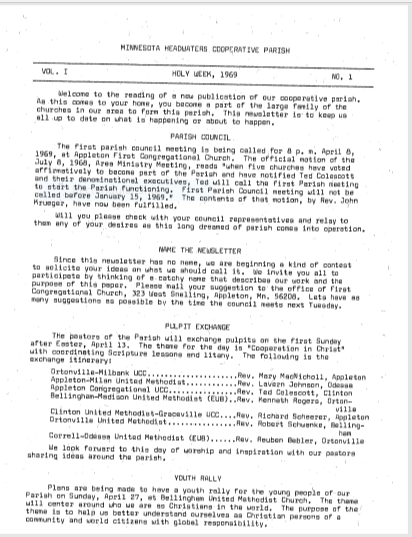 MINNESOTA HEADWATERS COOPERATIVE PARISH
VOL. I HOLY WEEK, 1969 NO. 1
Welcome to the reading of a new publication of our cooperative parish.
As this comes to your home, you become a part of the large family of the
churches in our area to form this parish. This newsletter is to keep us
all up to date on what is happening or about to happen.
PARISH COUNCIL
The first parish council meeting is being called for 8 p. m. April 8,
1969, at Appleton First Congregational Church. The official motion of the
July 8, 1968, Area Ministry Meeting, reads "when five churches have voted
affirmatively to become part of the Parish and have notified Ted Colescott
and their denominational executives, Ted will call the first Parish meeting
to start the Parish functioning. First Parish Council meeting will not be
called before January 15, 1969." The contents of that motion, by Rev. John
Krueger, have now been fulfilled.
Will you please check with your council representatives and relay to
them any of your desires as this long dreamed of parish comes into operation.
NAME THE NEWSLETTER
Since this newsletter has no name, we are beginning a kind of contest
to solicite your ideas on what we should call it. We invite you all to
participate by thinking of a catchy name that describes our work and the
purpose of this paper. Please mail your suggestion to the office of First
Congregational Church, 323 West Snelling, Appleton, Mn. 56208. Lets have as
many suggestions as possible by the time the council meets next Tuesday.
PULPIT EXCHANGE
The pastors of the Parish will exchange pulpits on the first Sunday
after Easter, April 13. The theme for the day is "Cooperation in Christ"
with coordinating Scripture lessons and litany. The following is the
exchange itinerary:
Ortonville-Milbank UCC....................Rev. Mary MacNicholl, Appleton
Appleton-Milan United Methodist...........Rev. Lavern Johnson, Odessa
Appleton Congregational UCC...............Rev. Ted Colescott, Clinton
Bellingham-Madison United Methodist (EUB)..Rev. Kenneth Rogers, Orton-
ville
Clinton United Methodist-Graceville UCC....Rev. Richard Scheerer, Appleton
Ortonville United Methodist................Rev. Robert Schwanke, Belling-
ham
Correll-Odessa United Methodist (EUB)......Rev. Reuben Behler, Ortonville
We look forward to this day of worship and inspiration with our pastors
sharing ideas around the parish.
YOUTH RALLY
Plans are being made to have a youth rally for the young people of our
Parish on Sunday, April 27, at Bellingham United Methodist Church. The theme
will center around who we are as Christians in the world. The purpose of the
theme is to help us better understand ourselves as Christian persons of a
community and world citizens with global responsibility.